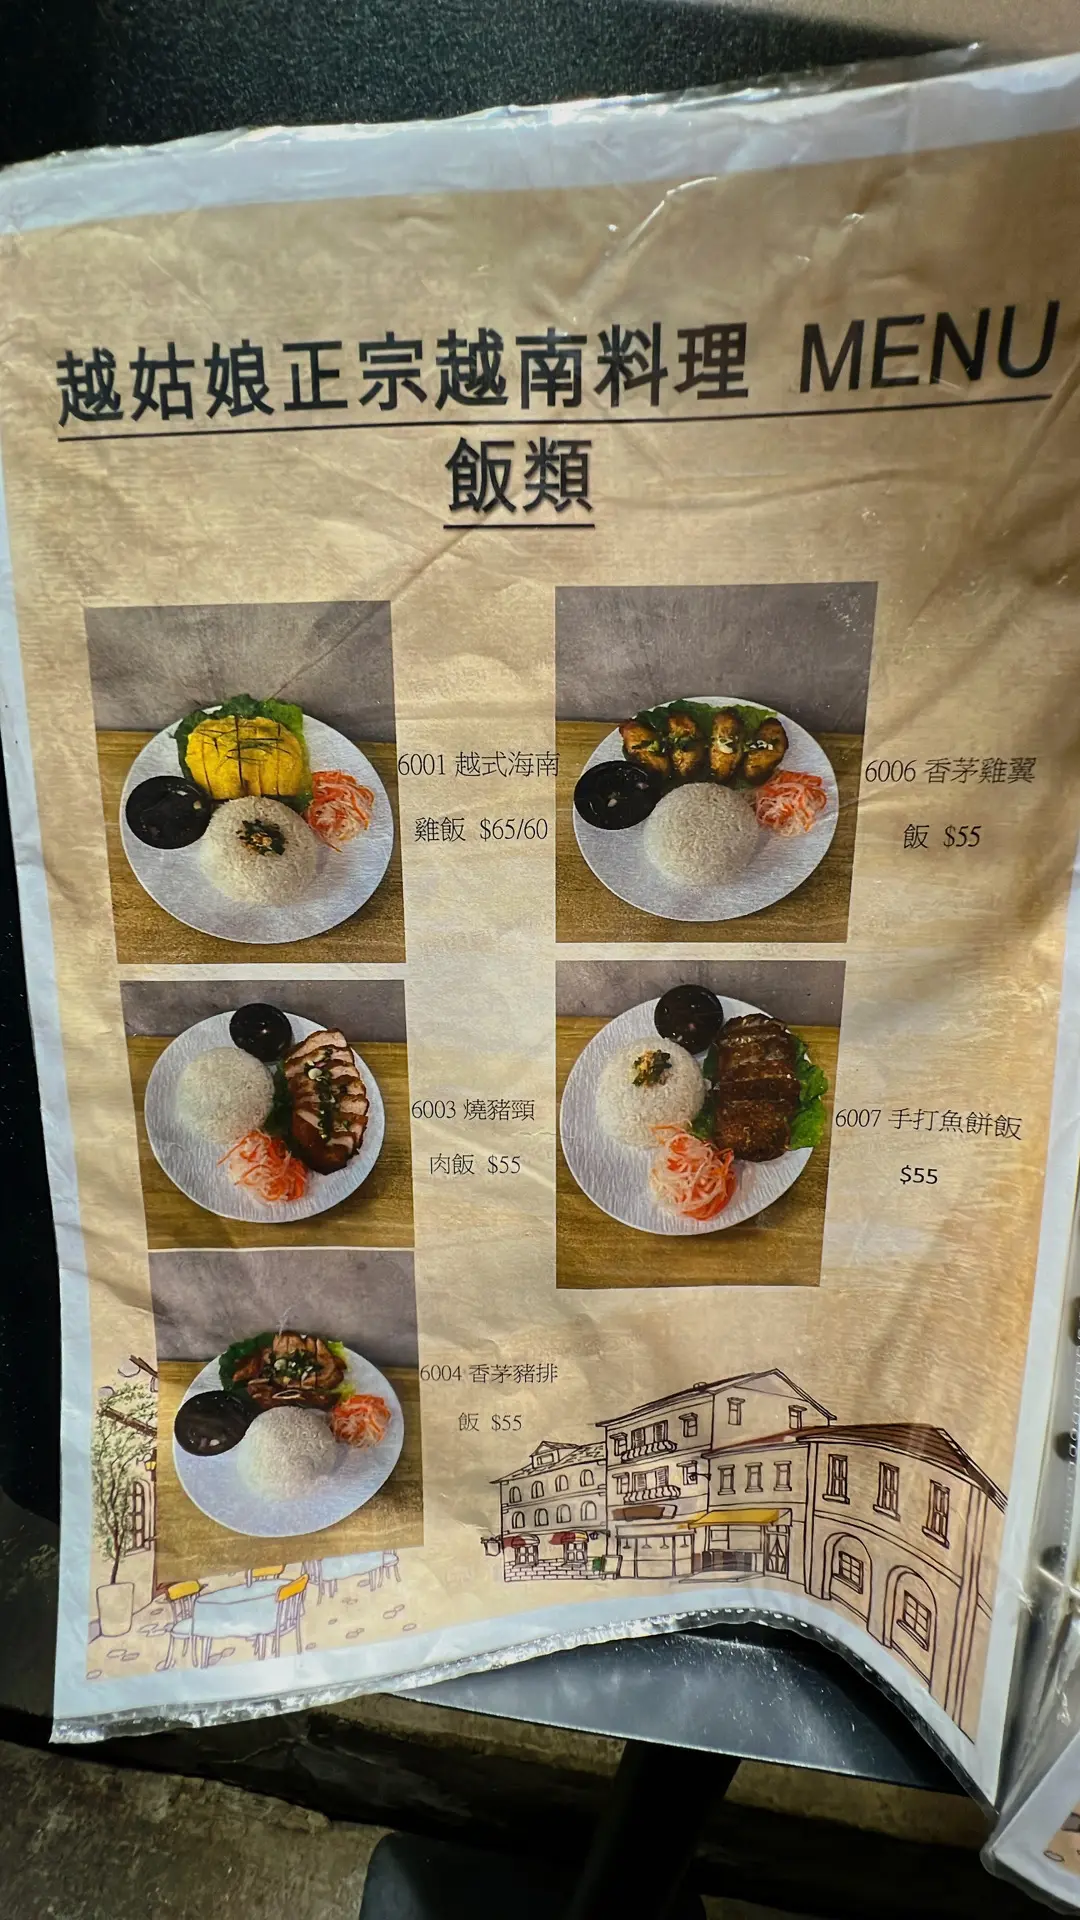 越姑娘正宗越南料理 MENU
飯類
6001 越式海南
雞飯 $65/60
6006 香茅雞翼
飯 $55
6003 燒豬頸
肉飯 $55
6007 手打魚餅飯
$55
6004 香茅豬排
飯 $55